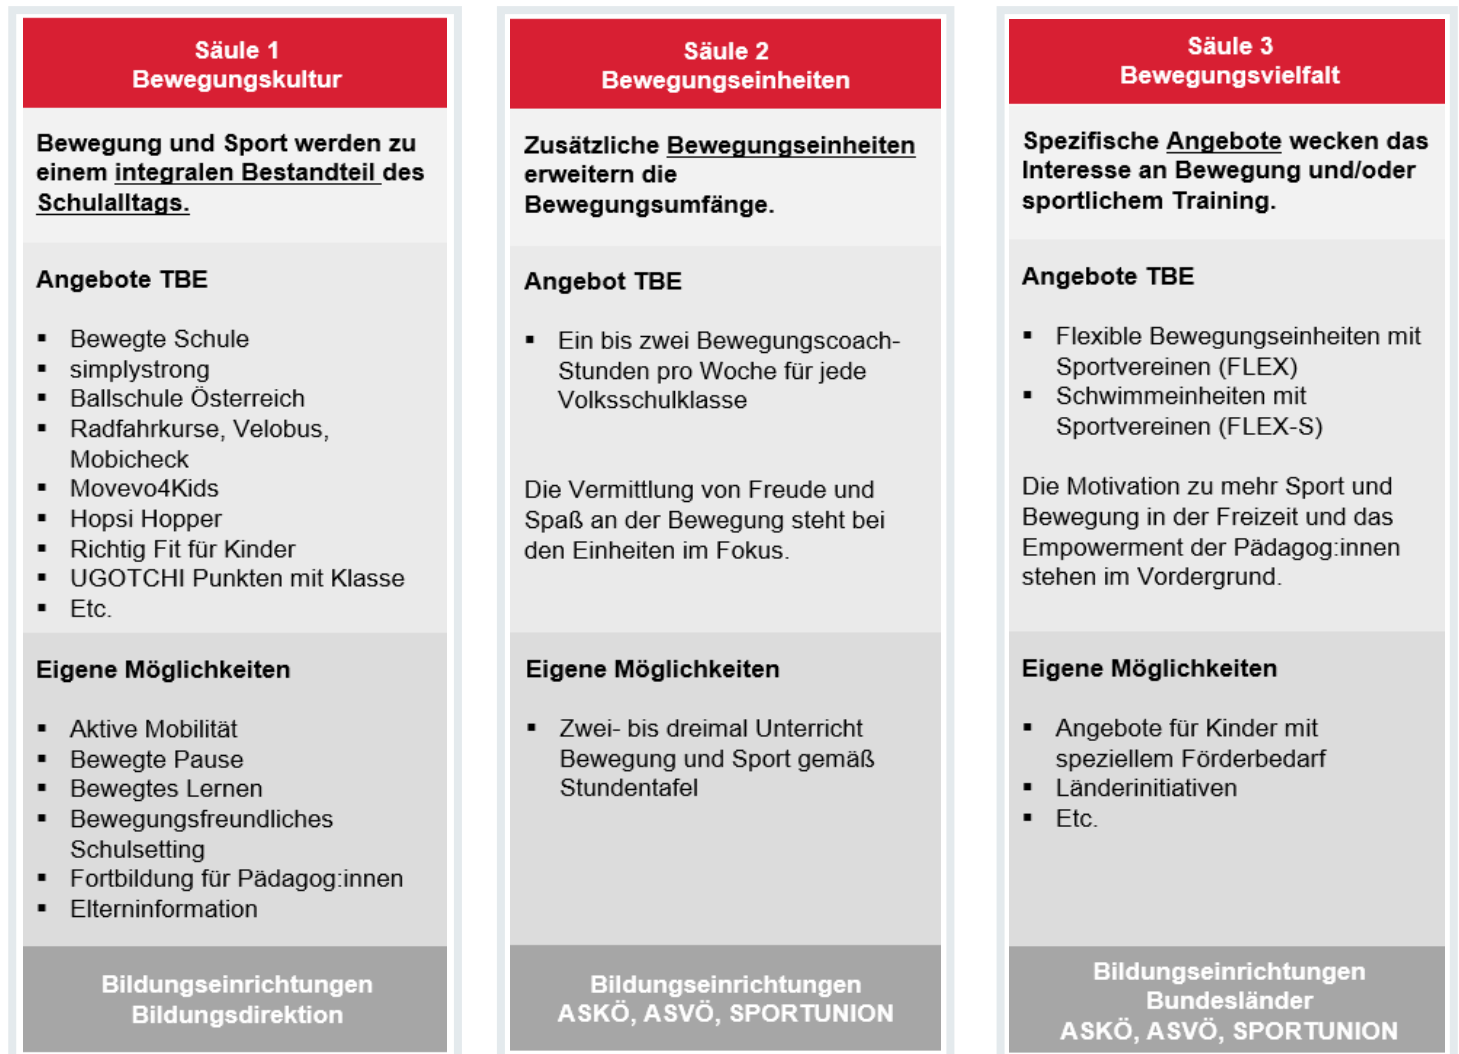 Säule 1
Bewegungskultur
Bewegung und Sport werden zu
einem integralen Bestandteil des
Schulalltags.
Angebote TBE
▪ Bewegte Schule
▪ simplystrong
▪ Ballschule Österreich
▪ Radfahrkurse, Velobus,
Mobicheck
▪ Movevo4Kids
▪ Hopsi Hopper
▪ Richtig Fit für Kinder
▪ UGOTCHI Punkten mit Klasse
▪ Etc.
Eigene Möglichkeiten
▪ Aktive Mobilität
▪ Bewegte Pause
▪ Bewegtes Lernen
▪ Bewegungsfreundliches
Schulsetting
▪ Fortbildung für Pädagog:innen
▪ Elterninformation
Bildungseinrichtungen
Bildungsdirektion
Säule 2
Bewegungseinheiten
Zusätzliche Bewegungseinheiten
erweitern die
Bewegungsumfänge.
Angebot TBE
▪ Ein bis zwei Bewegungscoach-
Stunden pro Woche für jede
Volksschulklasse
Die Vermittlung von Freude und
Spaß an der Bewegung steht bei
den Einheiten im Fokus.
Eigene Möglichkeiten
▪ Zwei- bis dreimal Unterricht
Bewegung und Sport gemäß
Stundentafel
Bildungseinrichtungen
ASKÖ, ASVÖ, SPORTUNION
Säule 3
Bewegungsvielfalt
Spezifische Angebote wecken das
Interesse an Bewegung und/oder
sportlichem Training.
Angebote TBE
▪ Flexible Bewegungseinheiten mit
Sportvereinen (FLEX)
▪ Schwimmeinheiten mit
Sportvereinen (FLEX-S)
Die Motivation zu mehr Sport und
Bewegung in der Freizeit und das
Empowerment der Pädagog:innen
stehen im Vordergrund.
Eigene Möglichkeiten
▪ Angebote für Kinder mit
speziellem Förderbedarf
▪ Länderinitiativen
▪ Etc.
Bildungseinrichtungen
Bundesländer
ASKÖ, ASVÖ, SPORTUNION